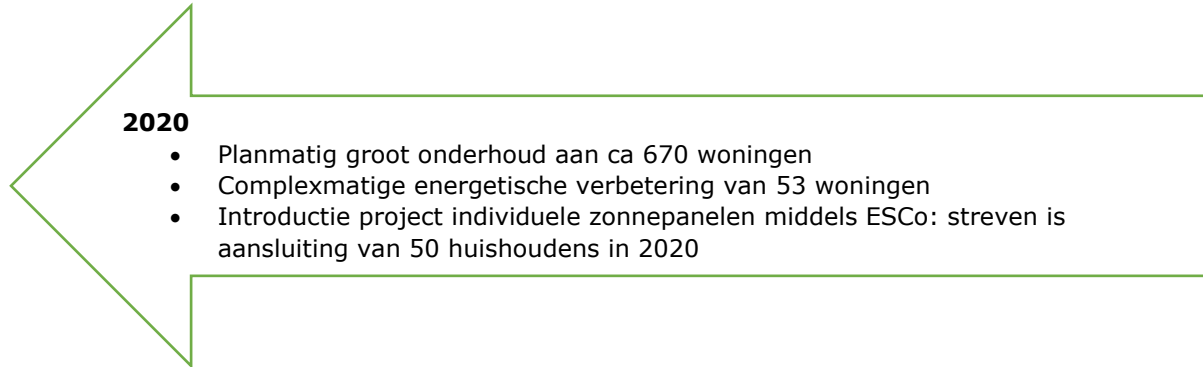 2020
• Planmatig groot onderhoud aan ca 670 woningen
• Complexmatige energetische verbetering van 53 woningen
• Introductie project individuele zonnepanelen middels ESCo: streven is
aansluiting van 50 huishoudens in 2020